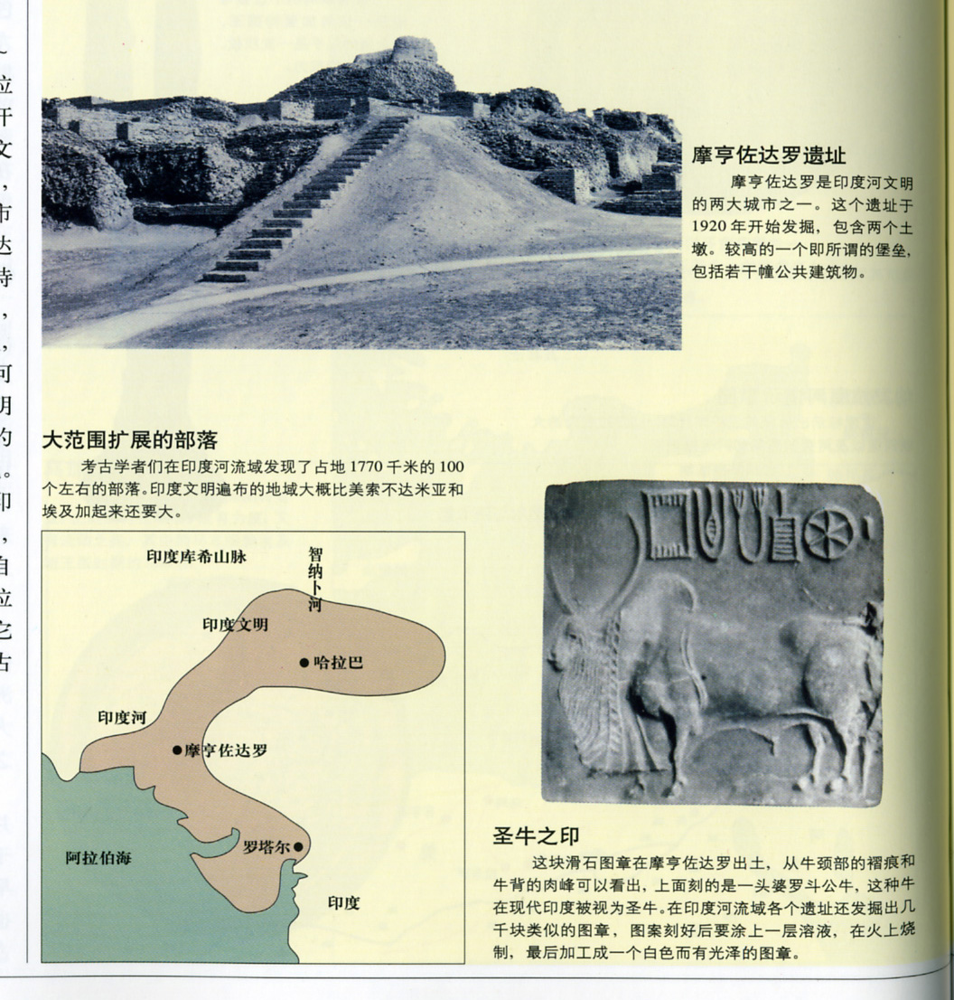 位
开
文
，
市
达
特
，
，
可
明
的
。
印
，
自
位
它
古
摩亨佐达罗遗址
摩亨佐达罗是印度河文明
的两大城市之一。这个遗址于
1920年开始发掘，包含两个土
墩。较高的一个即所谓的堡垒，
包括若干幢公共建筑物。
大范围扩展的部落
考古学者们在印度河流域发现了占地1770千米的100
个左右的部落。印度文明遍布的地域大概比美索不达米亚和
埃及加起来还要大。
印度库希山脉
智纳卜河
印度文明
哈拉巴
印度河
摩亨佐达罗
罗塔尔
阿拉伯海
印度
圣牛之印
这块滑石图章在摩亨佐达罗出土，从牛颈部的褶痕和
牛背的肉峰可以看出，上面刻的是一头婆罗斗公牛，这种牛
在现代印度被视为圣牛。在印度河流域各个遗址还发掘出几
千块类似的图章，图案刻好后要涂上一层溶液，在火上烧
制，最后加工成一个白色而有光泽的图章。